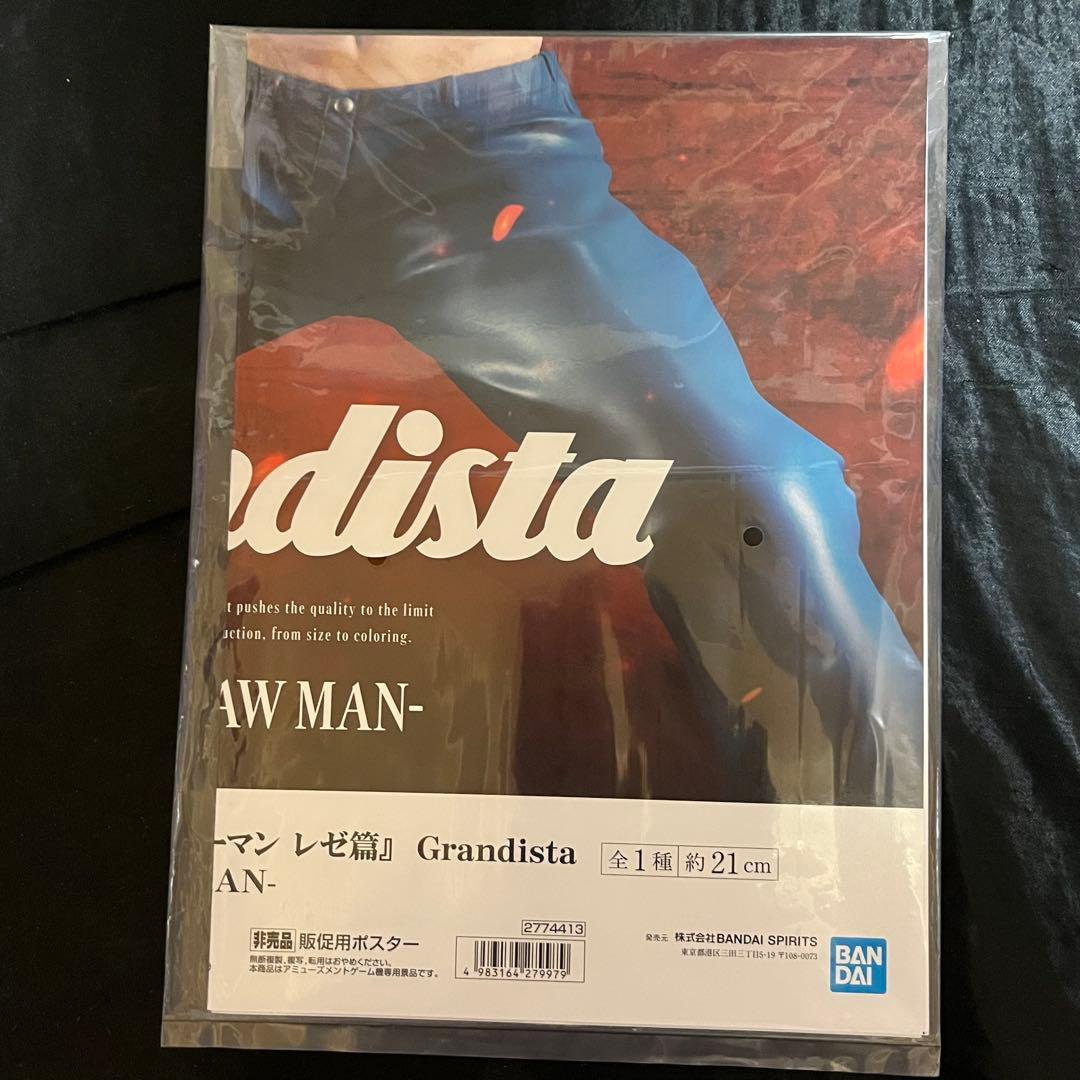 ndista
t pushes the quality to the limit
uction, from size to coloring.
AW MAN-
ーマン レゼ篇』 Grandista
全1種 約21cm
AN-
非売品 販促用ポスター
無断複製、複写、転用はおやめください。
本商品はアミューズメントゲーム機専用景品です。
2774413
4 983164 279979
発売元 株式会社BANDAI SPIRITS
東京都港区三田三丁目5-19 〒108-0073
BAN
DAI